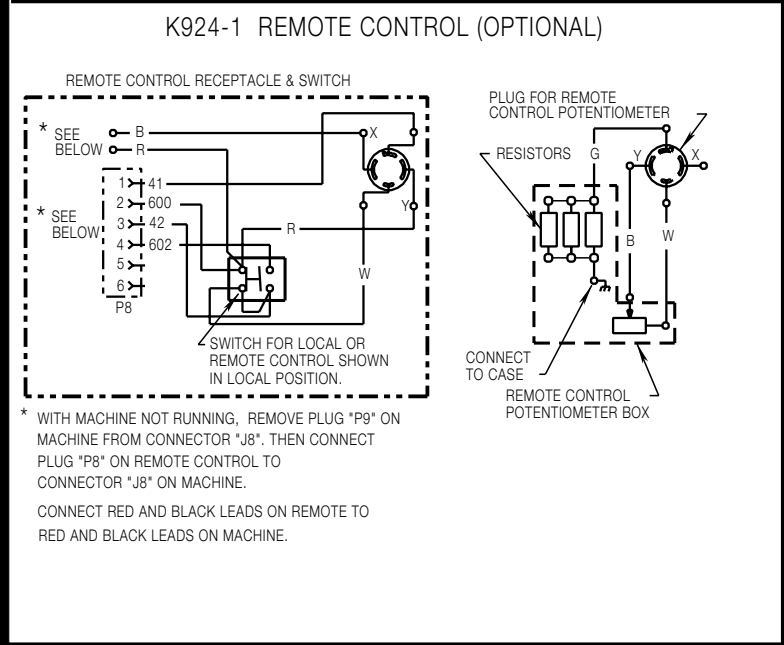 K924-1 REMOTE CONTROL (OPTIONAL)
REMOTE CONTROL RECEPTACLE & SWITCH
* SEE
BELOW
B
R
X
1 41
2 600
3 42
4 602
5
6
P8
* SEE
BELOW
Y
R
W
SWITCH FOR LOCAL OR
REMOTE CONTROL SHOWN
IN LOCAL POSITION.
PLUG FOR REMOTE
CONTROL POTENTIOMETER
RESISTORS
G
Y
X
B
W
CONNECT
TO CASE
REMOTE CONTROL
POTENTIOMETER BOX
* WITH MACHINE NOT RUNNING, REMOVE PLUG "P9" ON
MACHINE FROM CONNECTOR "J8". THEN CONNECT
PLUG "P8" ON REMOTE CONTROL TO
CONNECTOR "J8" ON MACHINE.
CONNECT RED AND BLACK LEADS ON REMOTE TO
RED AND BLACK LEADS ON MACHINE.